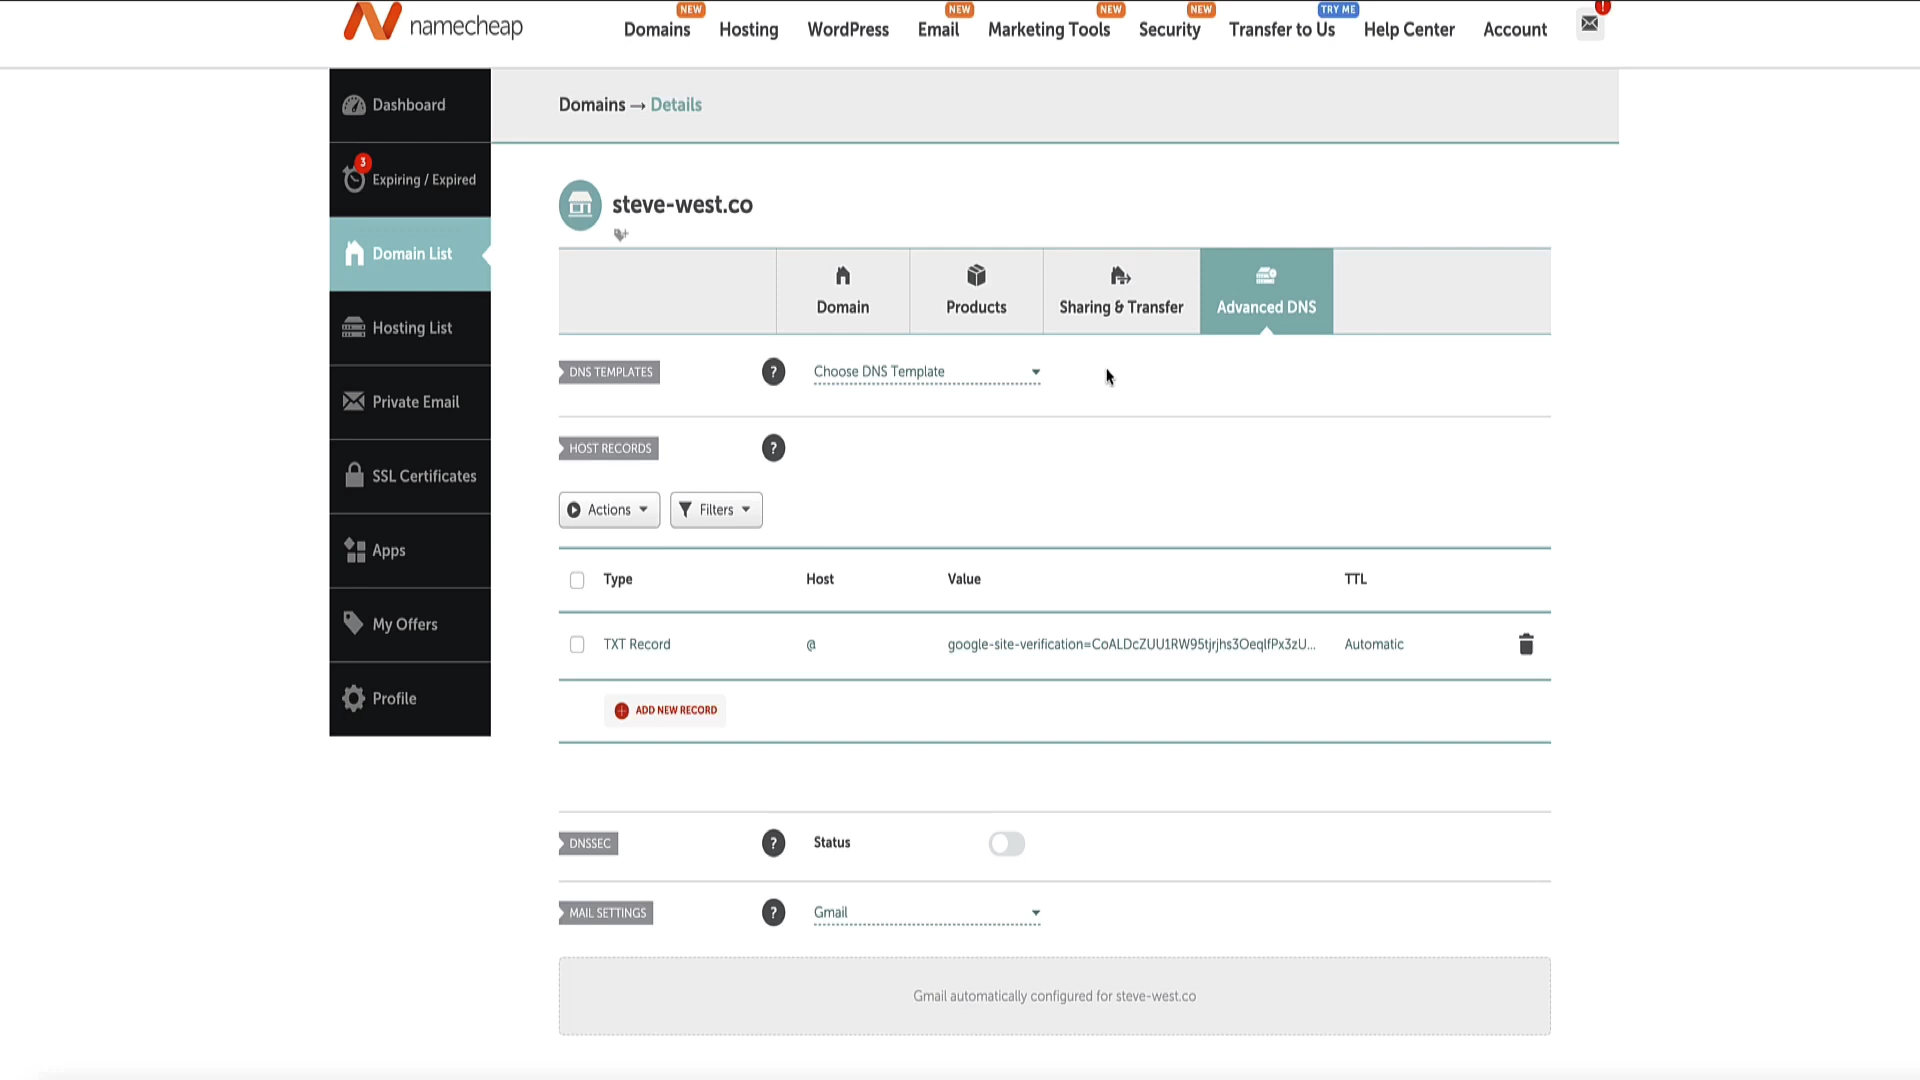 namecheap
NEW
NEW
NEW
NEW
TRY ME
!
Domains
Hosting
WordPress
Email
Marketing Tools
Security
Transfer to Us
Help Center
Account
Dashboard
3
Expiring / Expired
Domain List
Hosting List
Private Email
SSL Certificates
Apps
My Offers
Profile
Domains → Details
steve-west.co
Domain
Products
Sharing & Transfer
Advanced DNS
DNS TEMPLATES
?
Choose DNS Template
HOST RECORDS
?
Actions
Filters
Type
Host
Value
TTL
TXT Record
@
google-site-verification=CoALDcZUU1RW95tjrjhs3OeqIfPx3zU...
Automatic
ADD NEW RECORD
DNSSEC
?
Status
MAIL SETTINGS
?
Gmail
Gmail automatically configured for steve-west.co